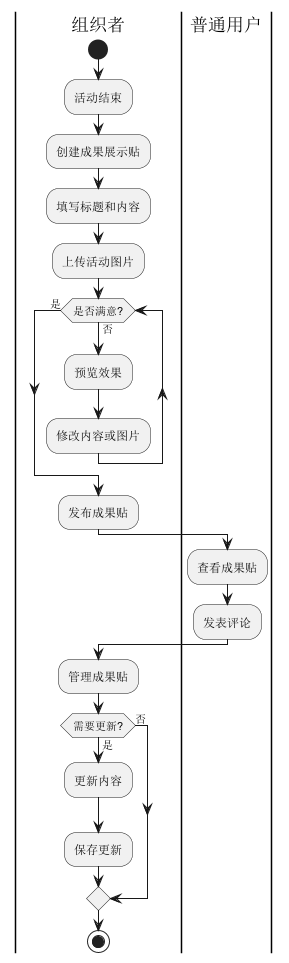 组织者
普通用户
活动结束
创建成果展示贴
填写标题和内容
上传活动图片
是
是否满意?
否
预览效果
修改内容或图片
发布成果贴
查看成果贴
发表评论
管理成果贴
需要更新?
否
是
更新内容
保存更新